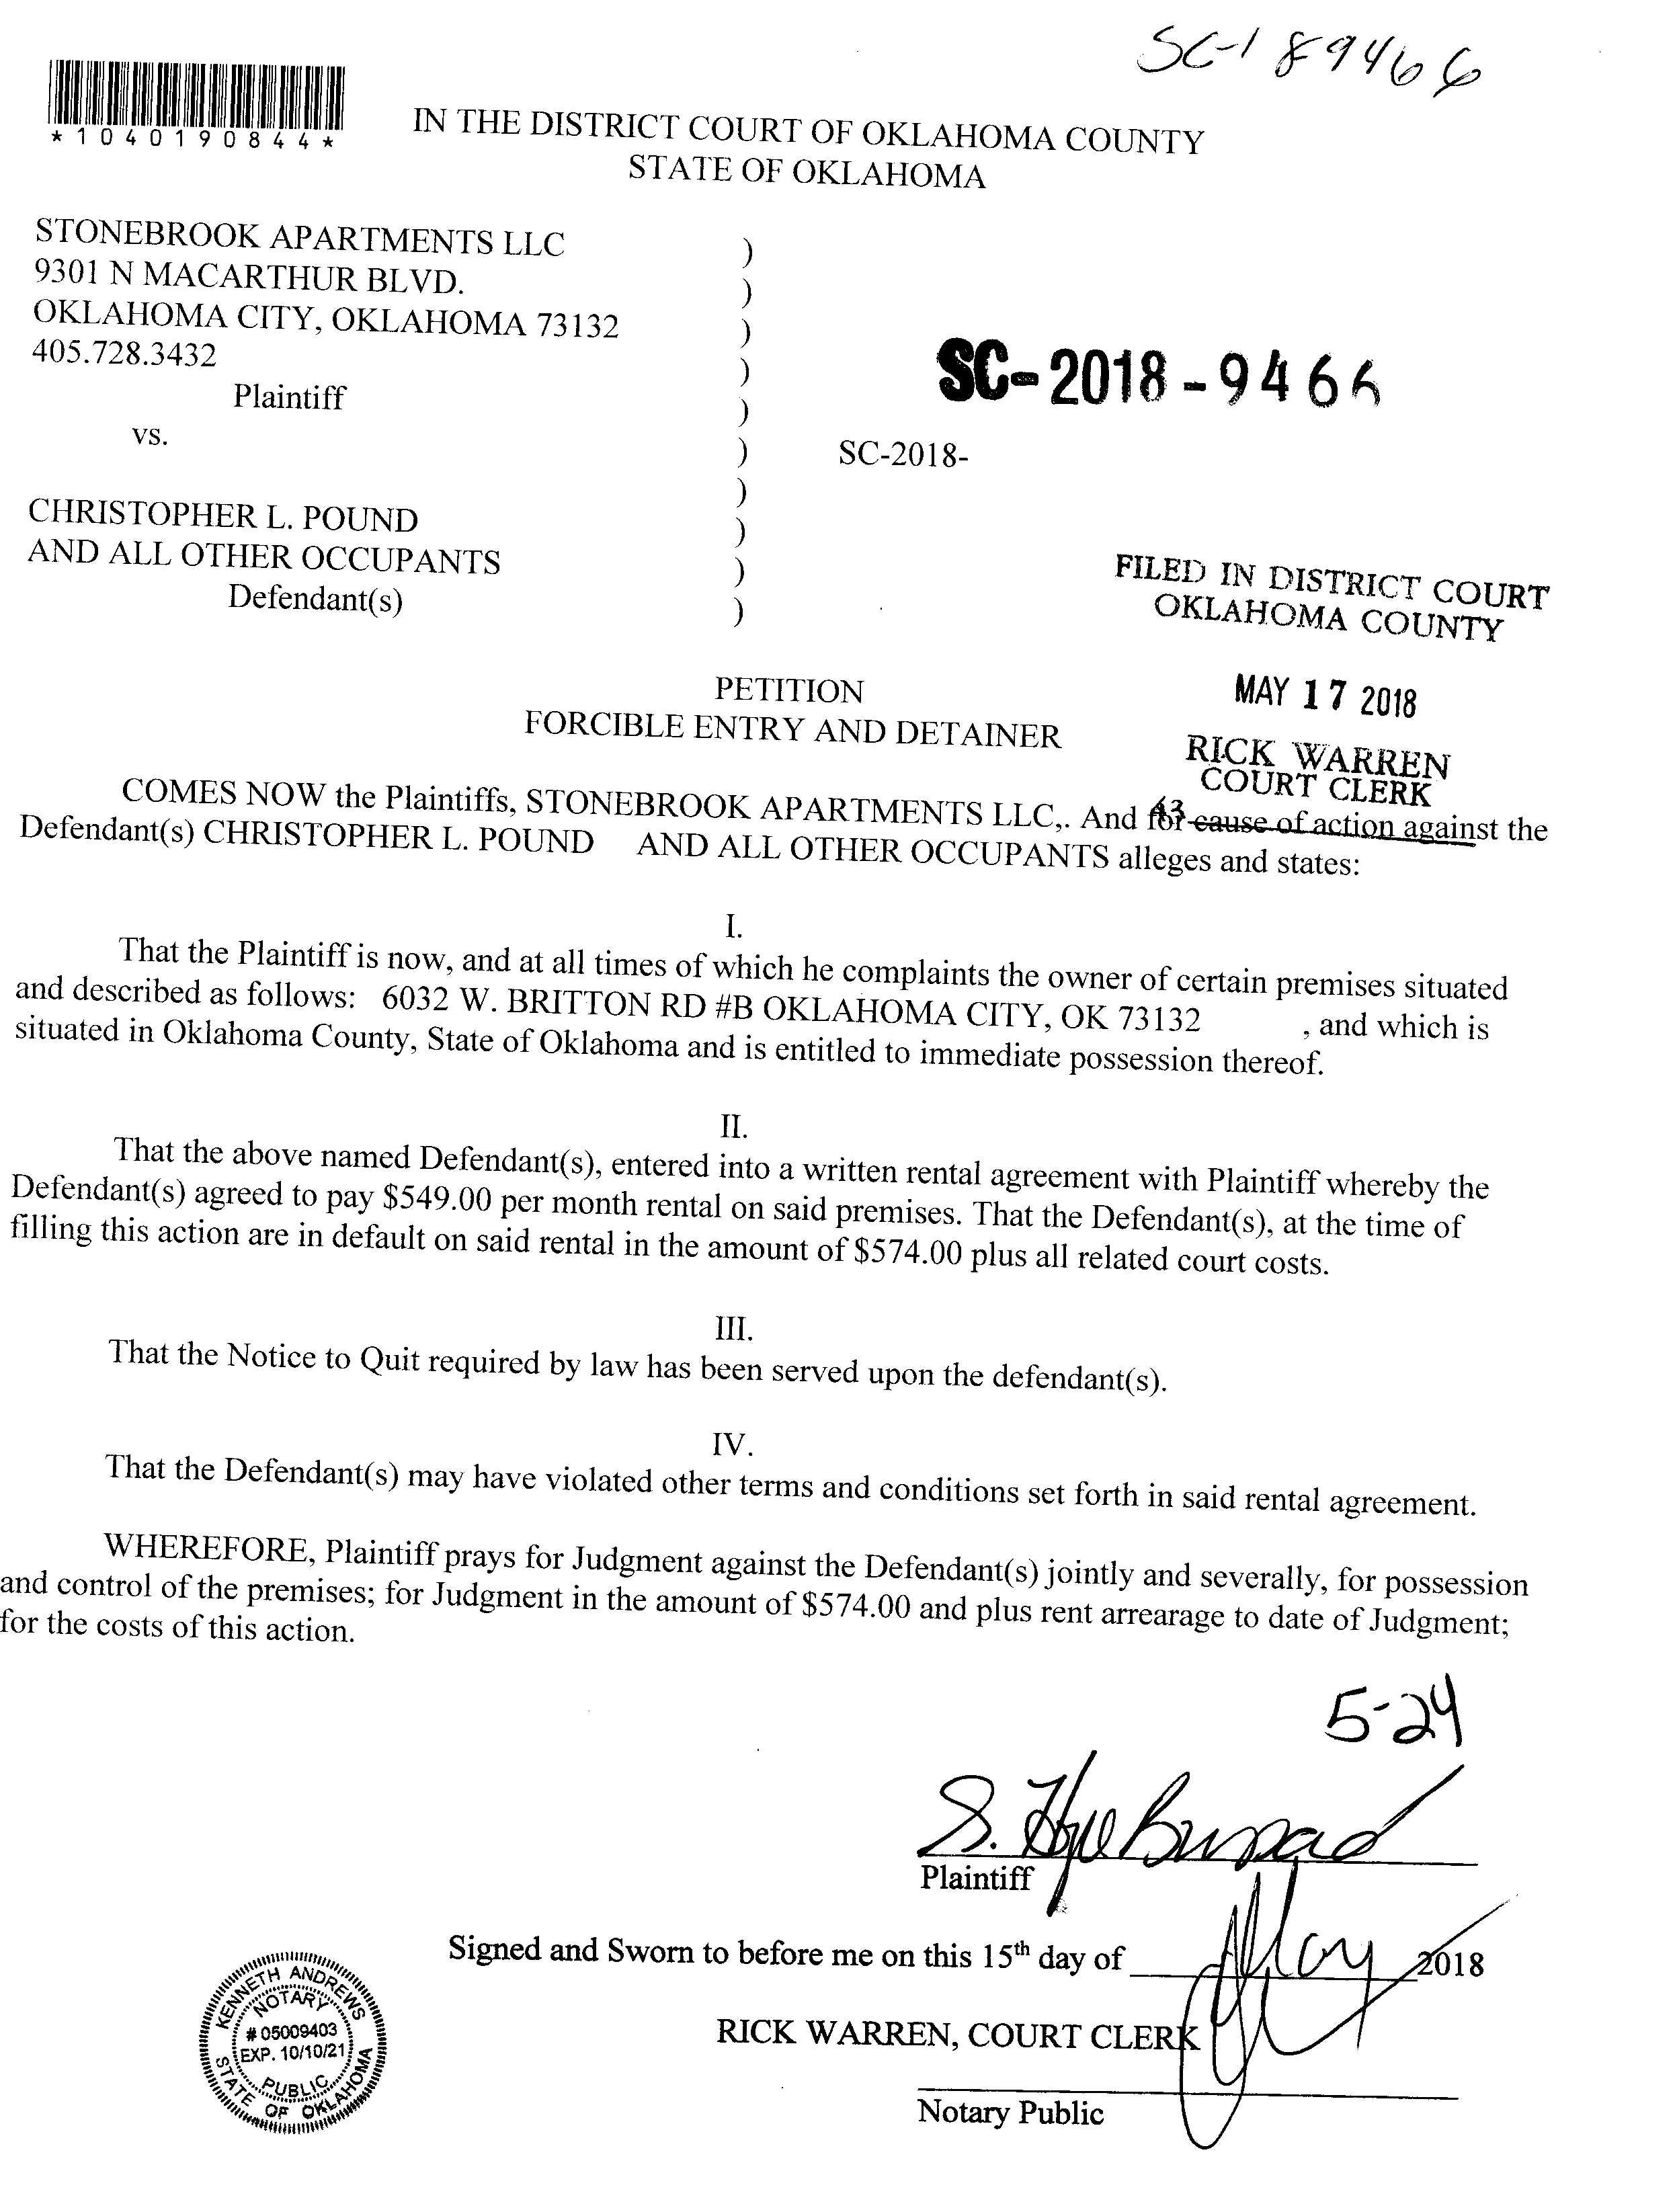 SC-189466
*1040190844*
IN THE DISTRICT COURT OF OKLAHOMA COUNTY
STATE OF OKLAHOMA
STONEBROOK APARTMENTS LLC )
9301 N MACARTHUR BLVD. )
OKLAHOMA CITY, OKLAHOMA 73132 )
405.728.3432 )
Plaintiff )
SC-2018-9466
vs. ) SC-2018-
)
CHRISTOPHER L. POUND )
AND ALL OTHER OCCUPANTS )
Defendant(s) )
FILED IN DISTRICT COURT
OKLAHOMA COUNTY
MAY 17 2018
RICK WARREN
COURT CLERK
43
PETITION
FORCIBLE ENTRY AND DETAINER
COMES NOW the Plaintiffs, STONEBROOK APARTMENTS LLC,. And for cause of action against the
Defendant(s) CHRISTOPHER L. POUND AND ALL OTHER OCCUPANTS alleges and states:
I.
That the Plaintiff is now, and at all times of which he complaints the owner of certain premises situated
and described as follows: 6032 W. BRITTON RD #B OKLAHOMA CITY, OK 73132 , and which is
situated in Oklahoma County, State of Oklahoma and is entitled to immediate possession thereof.
II.
That the above named Defendant(s), entered into a written rental agreement with Plaintiff whereby the
Defendant(s) agreed to pay $549.00 per month rental on said premises. That the Defendant(s), at the time of
filling this action are in default on said rental in the amount of $574.00 plus all related court costs.
III.
That the Notice to Quit required by law has been served upon the defendant(s).
IV.
That the Defendant(s) may have violated other terms and conditions set forth in said rental agreement.
WHEREFORE, Plaintiff prays for Judgment against the Defendant(s) jointly and severally, for possession
and control of the premises; for Judgment in the amount of $574.00 and plus rent arrearage to date of Judgment;
for the costs of this action.
5-24
Plaintiff
Signed and Sworn to before me on this 15th day of May 2018
RICK WARREN, COURT CLERK
Notary Public
KENNETH ANDREWS
NOTARY
# 05009403
EXP. 10/10/21
PUBLIC
STATE OF OKLAHOMA